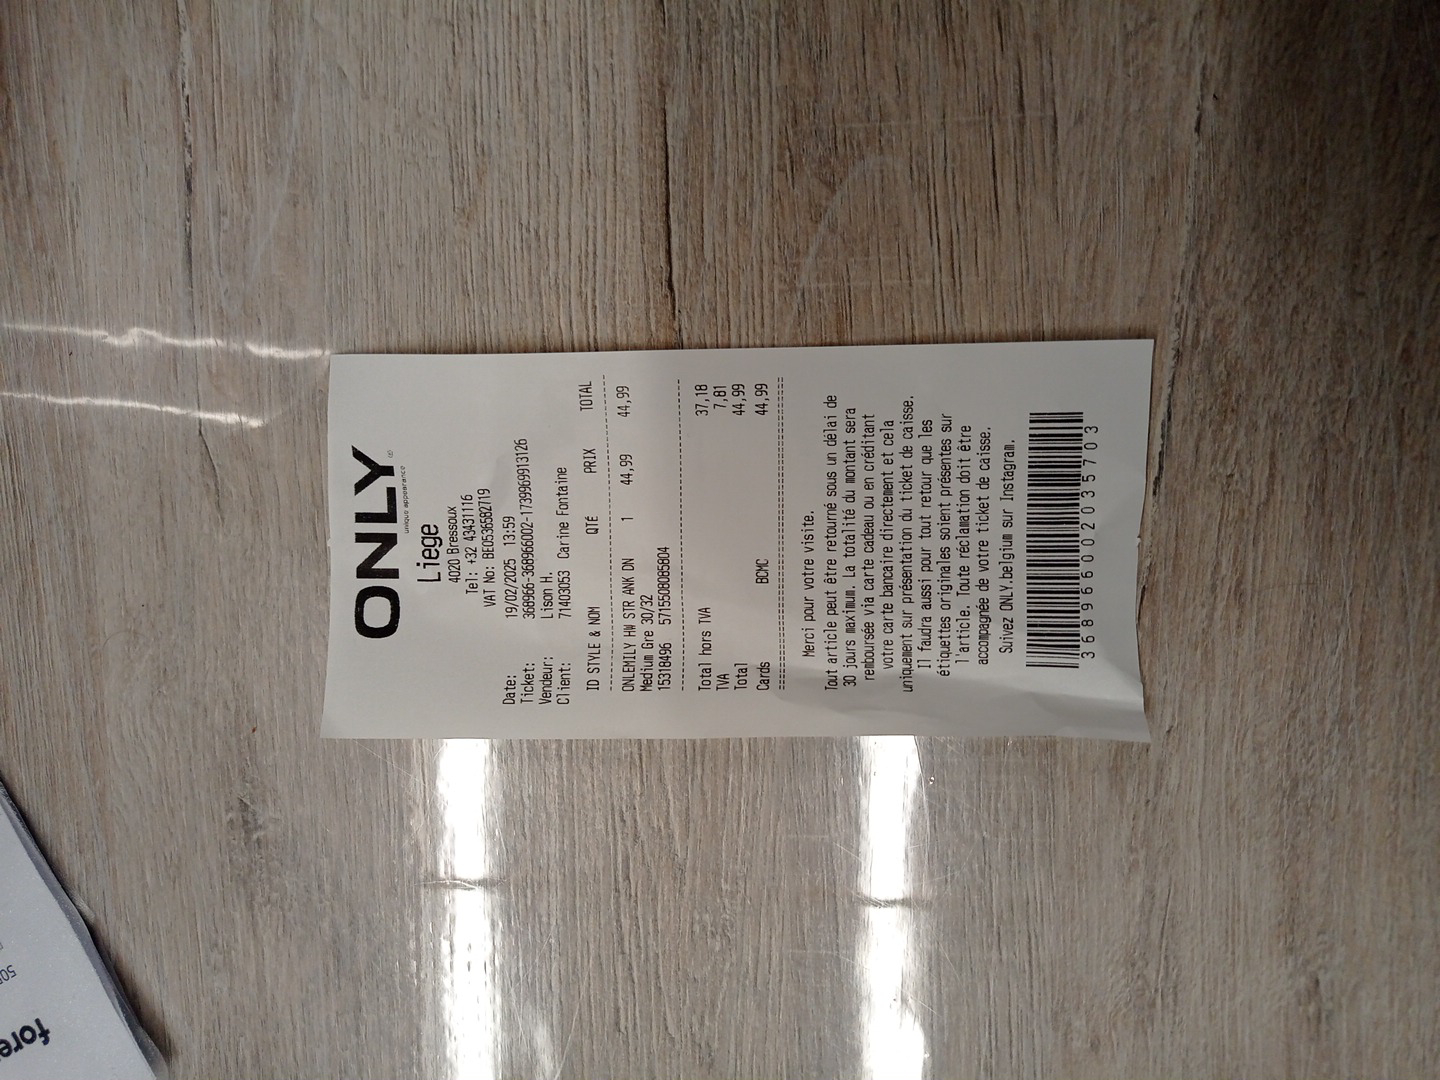 ONLY
unique appearance
Liege
4020 Bressoux
Tel: +32 43431116
VAT No: BE0536582719
Date: 19/02/2025 13:59
Ticket: 368966-368966002-1739969913126
Vendeur: Lison H.
Client: 71403053 Carine Fontaine
ID STYLE & NOM QTÉ PRIX TOTAL
ONLEMILY HW STR ANK DN 1 44,99 44,99
Medium Gre 30/32
15318496 5715508085804
Total hors TVA 37,18
TVA 7,81
Total 44,99
Cards BCMC 44,99
Merci pour votre visite.
Tout article peut être retourné sous un délai de
30 jours maximum. La totalité du montant sera
remboursée via carte cadeau ou en créditant
votre carte bancaire directement et cela
uniquement sur présentation du ticket de caisse.
Il faudra aussi pour tout retour que les
étiquettes originales soient présentes sur
l'article. Toute réclamation doit être
accompagnée de votre ticket de caisse.
Suivez ONLY.belgium sur Instagram.
3689660002035703
fore